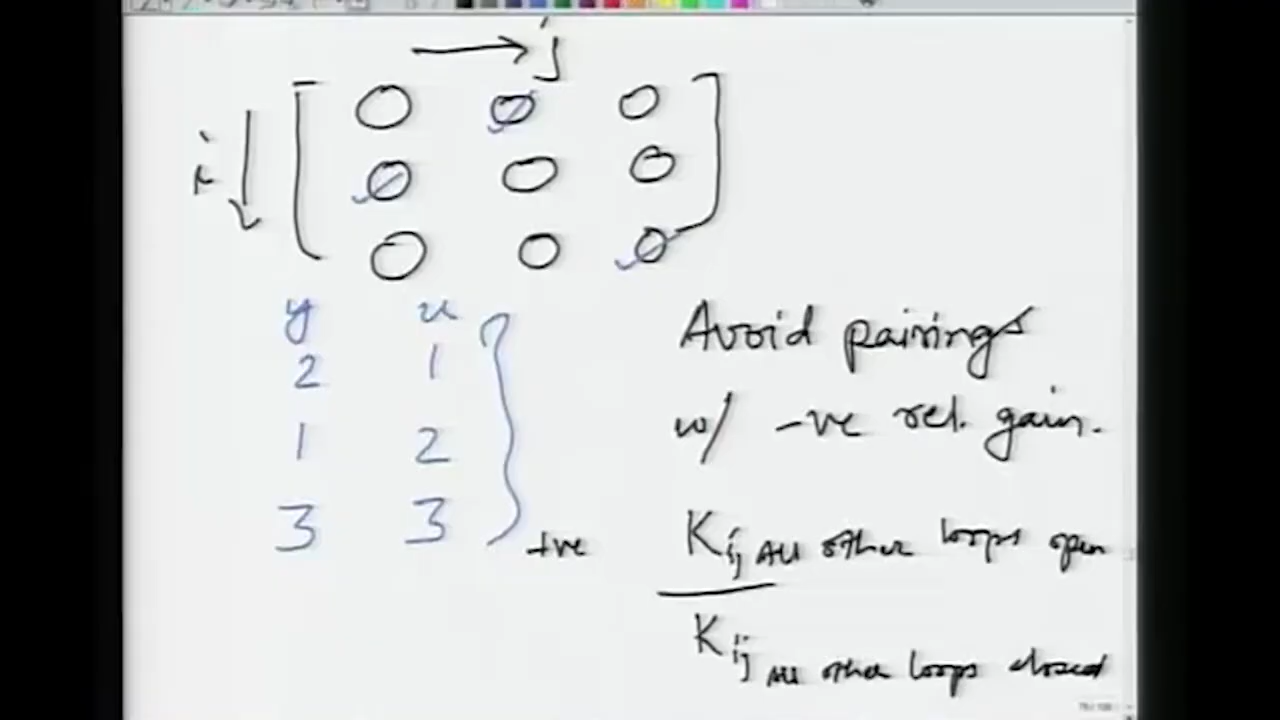 → j
i ↓
y u
2 1
1 2
3 3
+ve
Avoid pairings
w/ -ve rel. gain.
Kij All other loops open
Kij All other loops closed